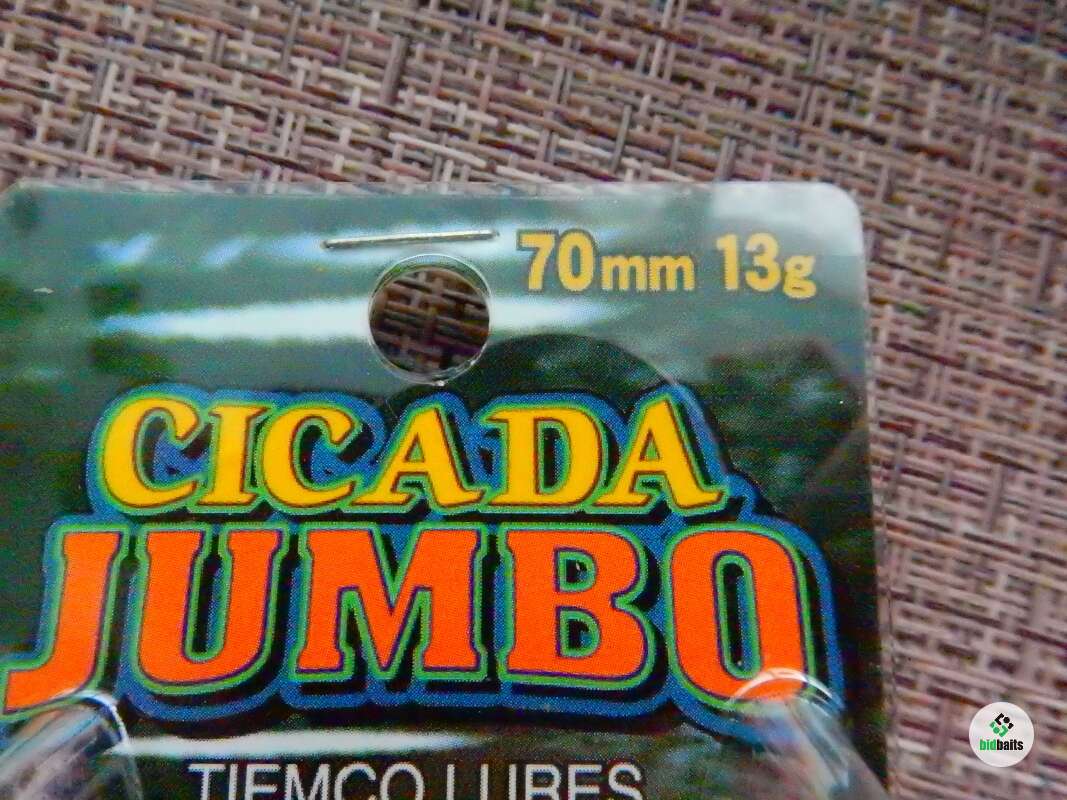 70mm 13g
CICADA
JUMBO
TIEMCO LURES
bidbaits